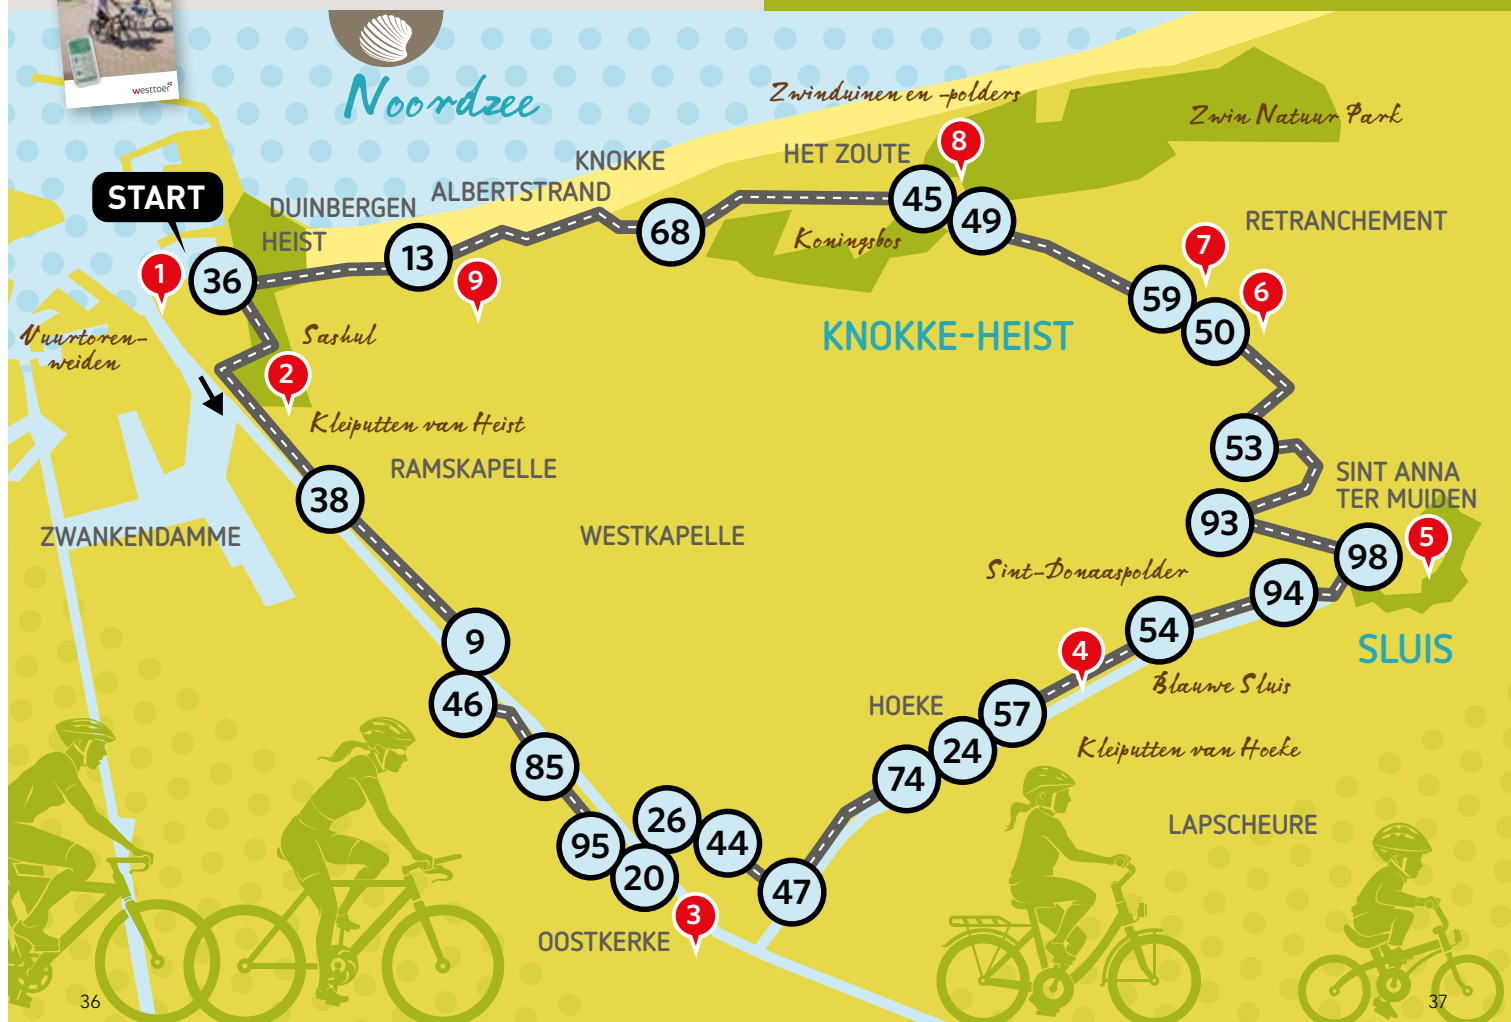 westtoer
Noordzee
Zwinduinen en -polders
Zwin Natuur Park
8
HET ZOUTE
KNOKKE
ALBERTSTRAND
START
DUINBERGEN
HEIST
45
49
RETRANCHEMENT
68
13
36
1
9
Koningsbos
7
6
59
50
KNOKKE-HEIST
Vuurtoren-
weiden
Sashul
2
Kleiputten van Heist
RAMSKAPELLE
38
ZWANKENDAMME
WESTKAPELLE
53
SINT ANNA
TER MUIDEN
93
98
5
Sint-Donaaspolder
94
54
SLUIS
4
Blauwe Sluis
9
46
HOEKE
57
24
74
Kleiputten van Hoeke
85
26
44
95
20
47
LAPSCHEURE
3
OOSTKERKE
36
37